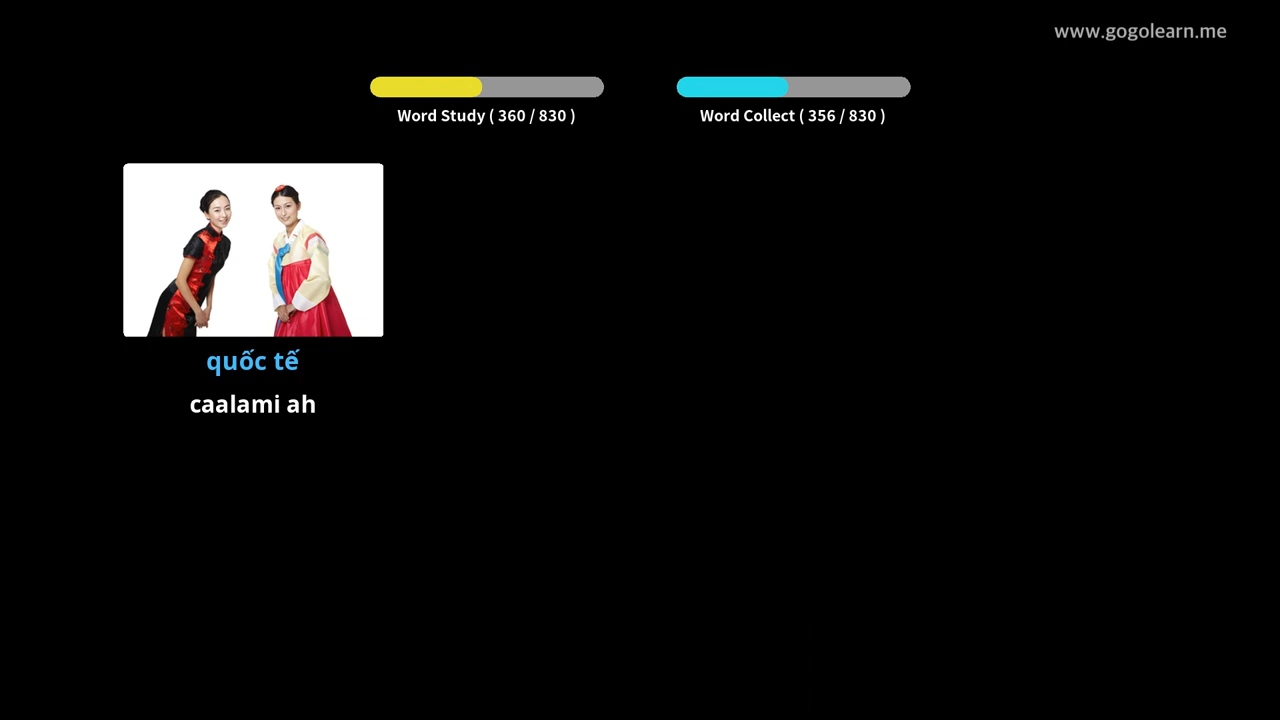 www.gogolearn.me
Word Study ( 360 / 830 )
Word Collect ( 356 / 830 )
quốc tế
caalami ah